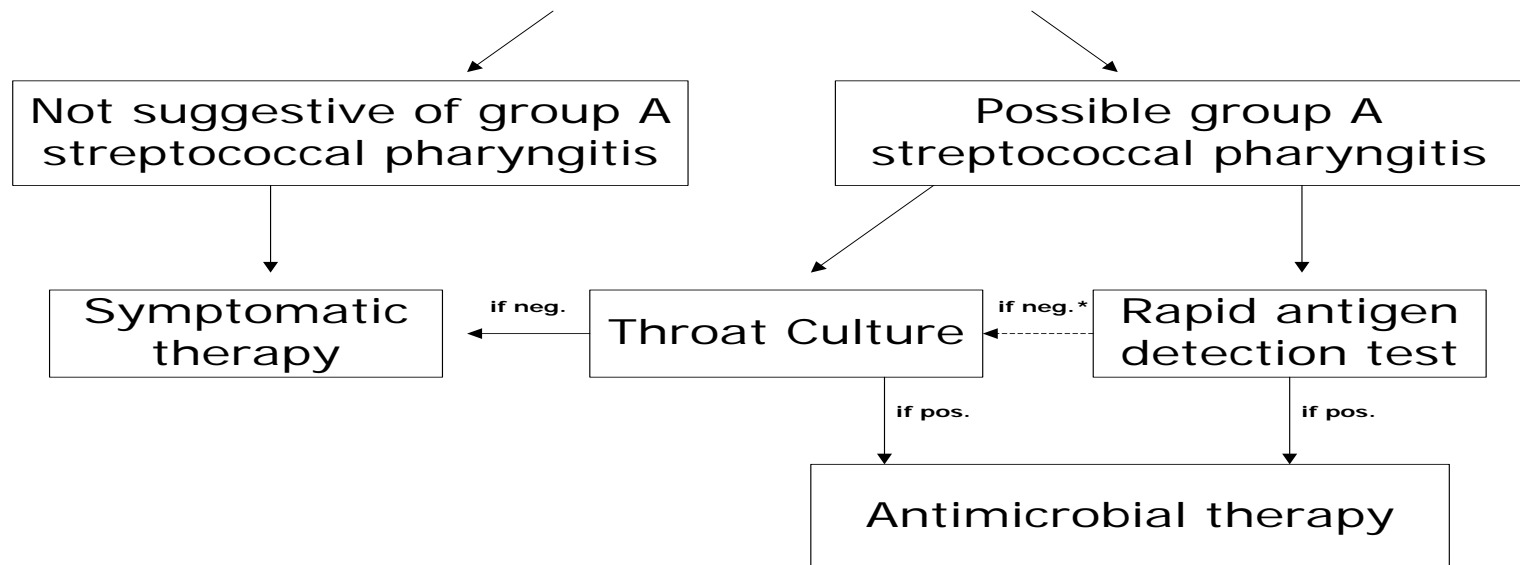 Not suggestive of group A
streptococcal pharyngitis
Possible group A
streptococcal pharyngitis
Symptomatic
therapy
if neg.
Throat Culture
if neg.*
Rapid antigen
detection test
if pos.
if pos.
Antimicrobial therapy